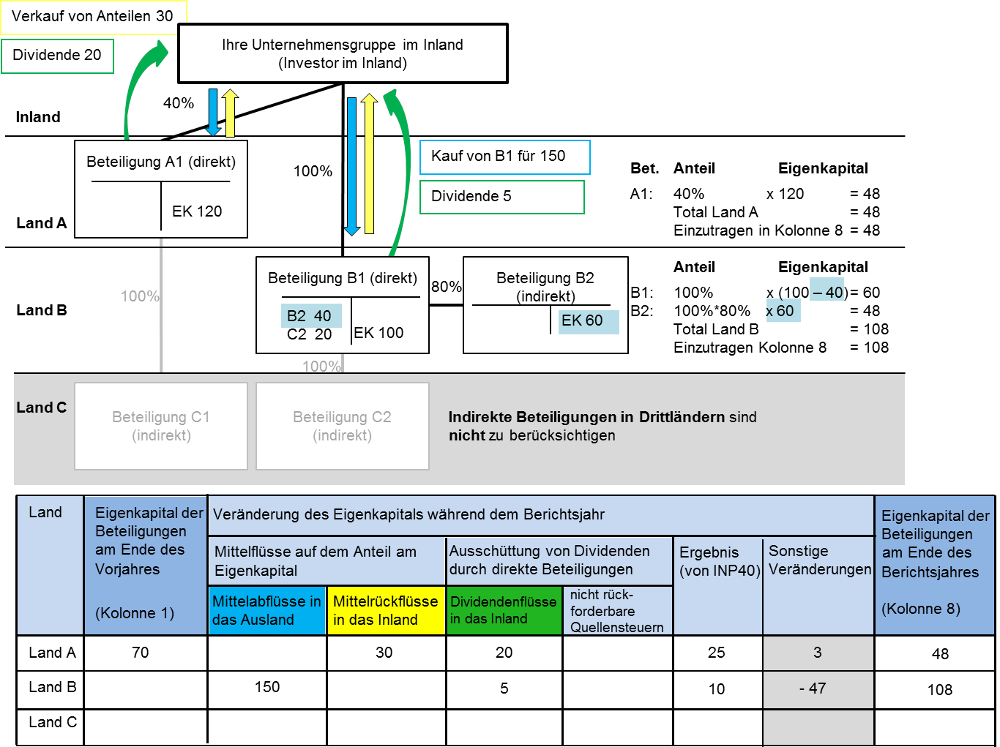 Verkauf von Anteilen 30
Dividende 20
Ihre Unternehmensgruppe im Inland
(Investor im Inland)
40%
Inland
Beteiligung A1 (direkt)
EK 120
Land A
100%
Kauf von B1 für 150
Dividende 5
Bet. Anteil Eigenkapital
A1: 40% x 120 = 48
Total Land A = 48
Einzutragen in Kolonne 8 = 48
100%
Land B
Beteiligung B1 (direkt)
B2 40
C2 20
EK 100
80%
Beteiligung B2
(indirekt)
EK 60
Anteil Eigenkapital
B1: 100% x (100 – 40) = 60
B2: 100%*80% x 60 = 48
Total Land B = 108
Einzutragen Kolonne 8 = 108
100%
Land C
Beteiligung C1
(indirekt)
Beteiligung C2
(indirekt)
Indirekte Beteiligungen in Drittländern sind
nicht zu berücksichtigen
Land
Eigenkapital der
Beteiligungen
am Ende des
Vorjahres
(Kolonne 1)
Veränderung des Eigenkapitals während dem Berichtsjahr
Mittelflüsse auf dem Anteil am
Eigenkapital
Mittelabflüsse in
das Ausland
Mittelrückflüsse
in das Inland
Ausschüttung von Dividenden
durch direkte Beteiligungen
Dividendenflüsse
in das Inland
nicht rück-
forderbare
Quellensteuern
Ergebnis
(von INP40)
Sonstige
Veränderungen
Eigenkapital der
Beteiligungen
am Ende des
Berichtsjahres
(Kolonne 8)
Land A 70 30 20 25 3 48
Land B 150 5 10 - 47 108
Land C